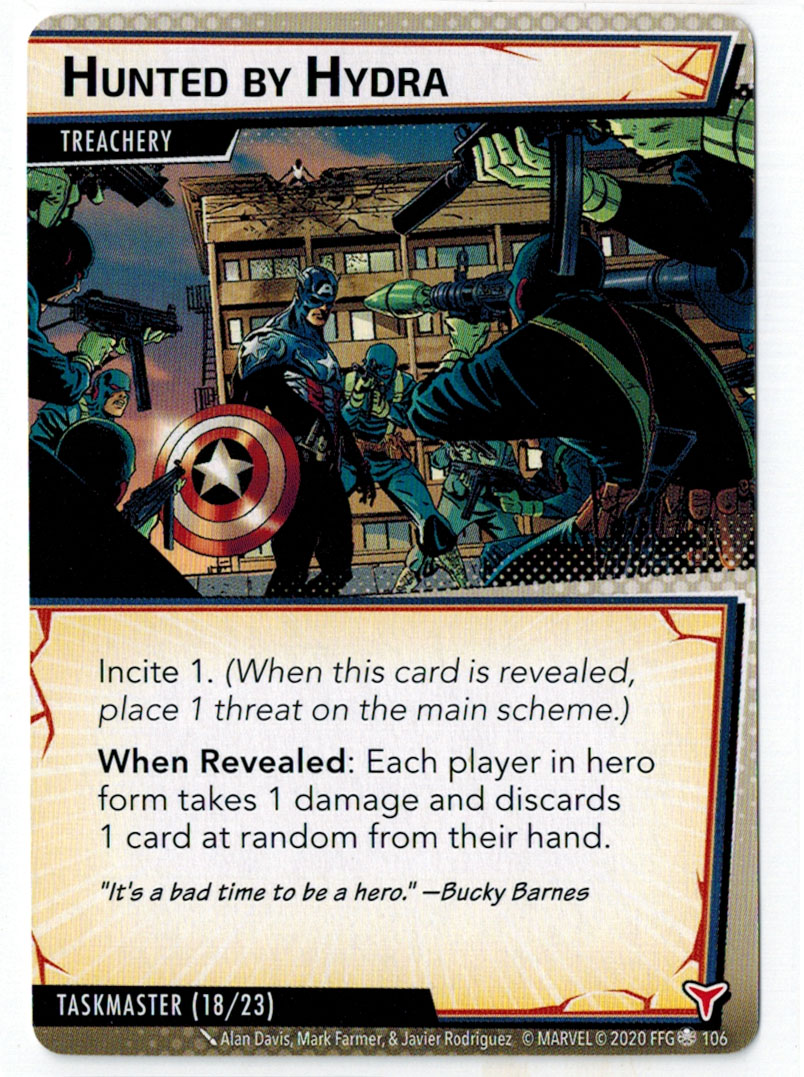 HUNTED BY HYDRA
TREACHERY
Incite 1. (When this card is revealed,
place 1 threat on the main scheme.)
When Revealed: Each player in hero
form takes 1 damage and discards
1 card at random from their hand.
"It's a bad time to be a hero." —Bucky Barnes
TASKMASTER (18/23)
Alan Davis, Mark Farmer, & Javier Rodriguez © MARVEL © 2020 FFG 106